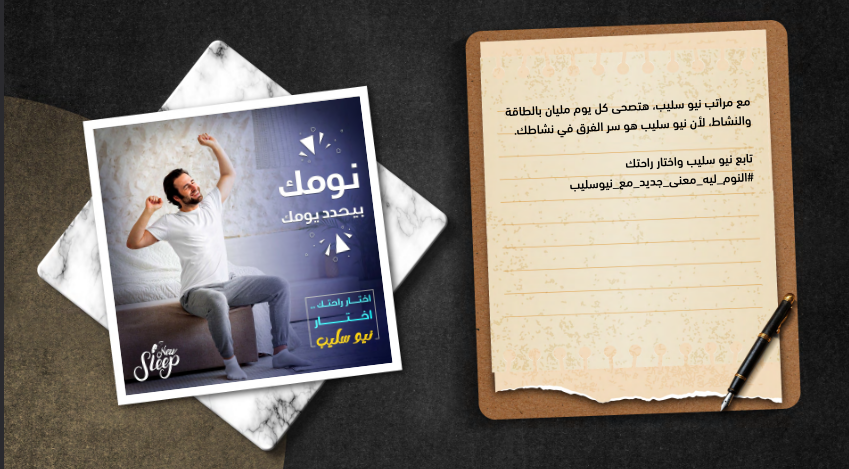 نومك
بيحدد يومك
اختار راحتك ..
اختار
نيو سليب
New
Sleep
مع مراتب نيو سليب، هتصحى كل يوم مليان بالطاقة
والنشاط، لأن نيو سليب هو سر الفرق في نشاطك.
تابع نيو سليب واختار راحتك
#النوم_ليه_معنى_جديد_مع_نيوسليب